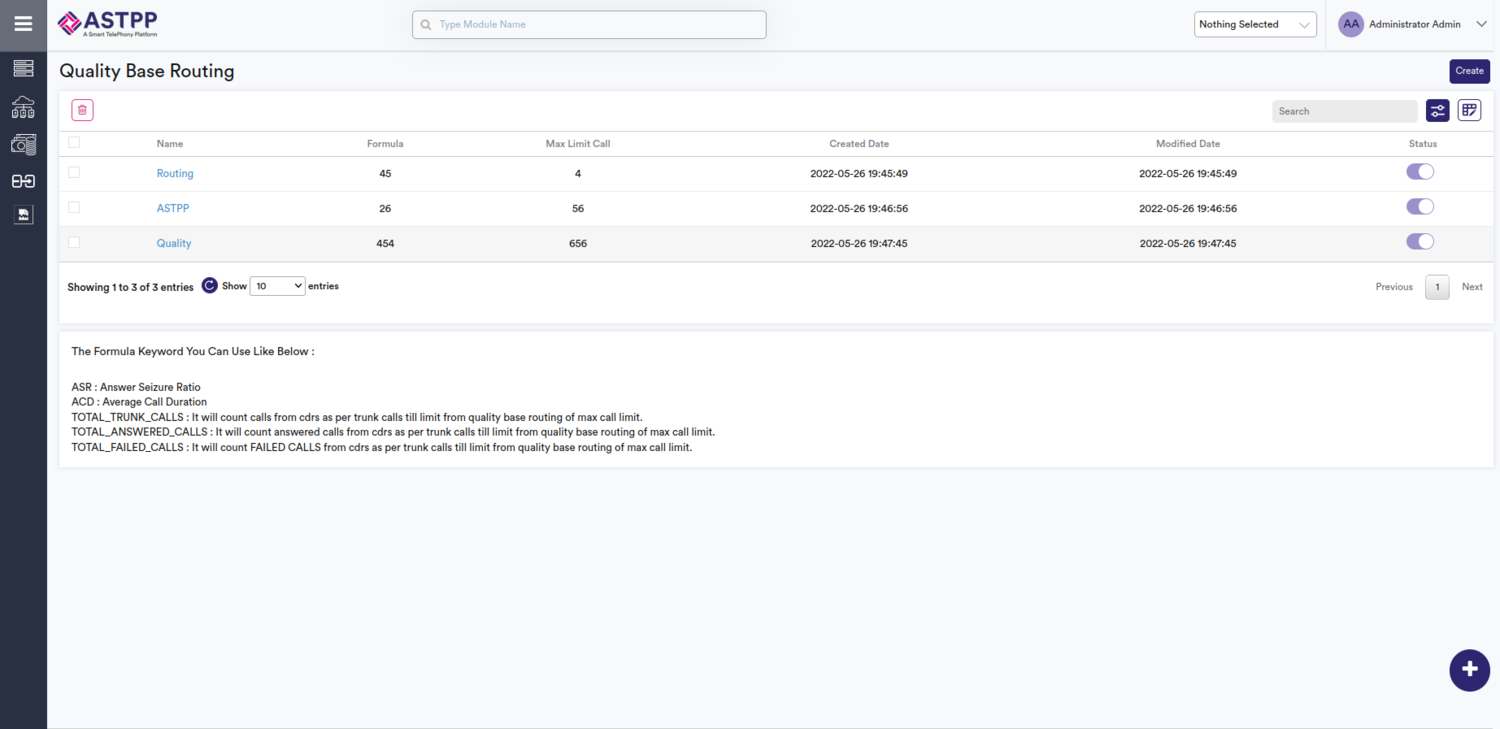 ASTPP
A Smart TelePhony Platform
Type Module Name
Nothing Selected
AA Administrator Admin
Quality Base Routing
Create
Search
Name Formula Max Limit Call Created Date Modified Date Status
Routing 45 4 2022-05-26 19:45:49 2022-05-26 19:45:49
ASTPP 26 56 2022-05-26 19:46:56 2022-05-26 19:46:56
Quality 454 656 2022-05-26 19:47:45 2022-05-26 19:47:45
Showing 1 to 3 of 3 entries Show 10 entries Previous 1 Next
The Formula Keyword You Can Use Like Below :
ASR : Answer Seizure Ratio
ACD : Average Call Duration
TOTAL_TRUNK_CALLS : It will count calls from cdrs as per trunk calls till limit from quality base routing of max call limit.
TOTAL_ANSWERED_CALLS : It will count answered calls from cdrs as per trunk calls till limit from quality base routing of max call limit.
TOTAL_FAILED_CALLS : It will count FAILED CALLS from cdrs as per trunk calls till limit from quality base routing of max call limit.